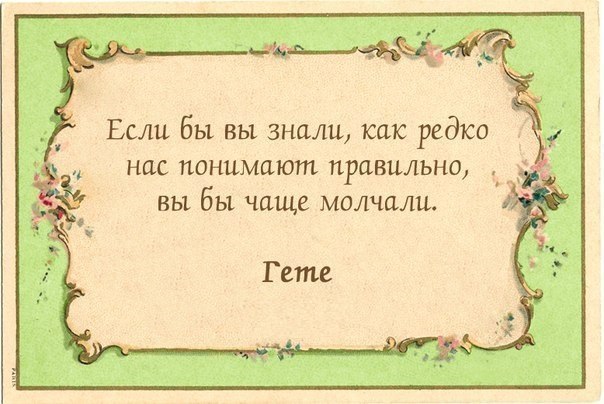 Если бы вы знали, как редко
нас понимают правильно,
вы бы чаще молчали.
Гете